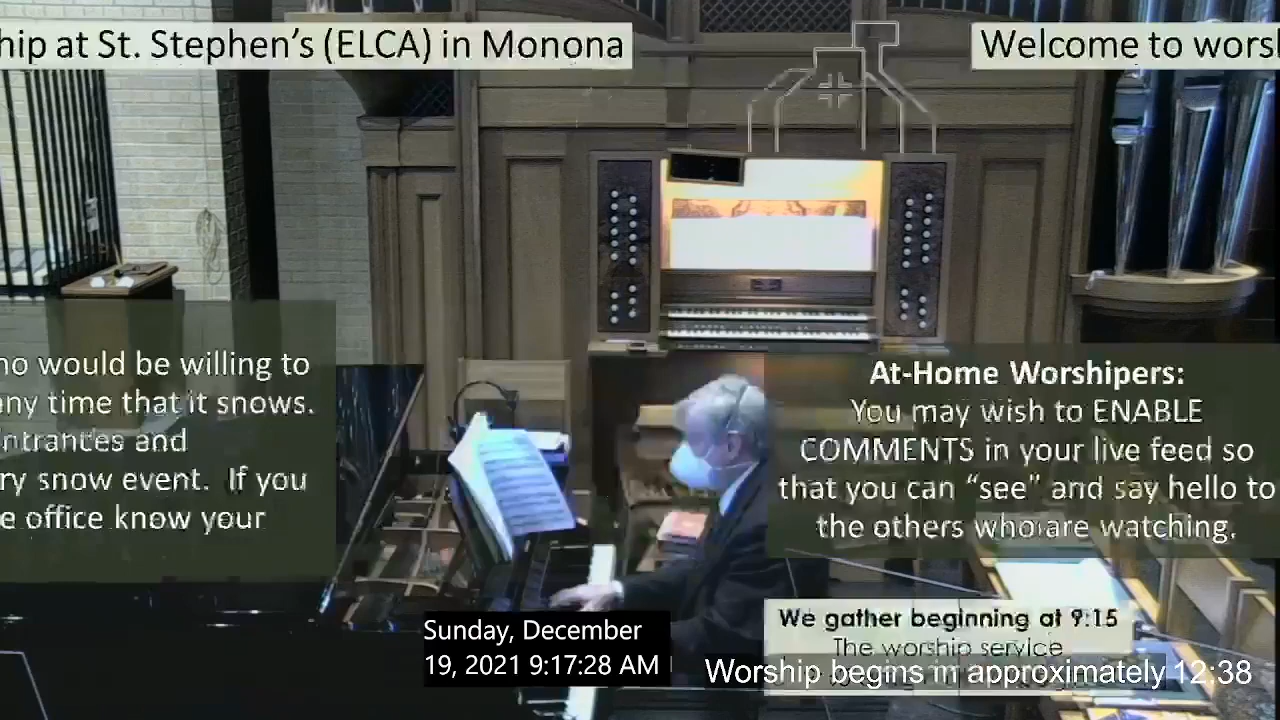 hip at St. Stephen's (ELCA) in Monona
Welcome to wors
no would be willing to
any time that it snows.
ntrances and
ry snow event. If you
e office know your
At-Home Worshipers:
You may wish to ENABLE
COMMENTS in your live feed so
that you can “see” and say hello to
the others who are watching.
Sunday, December
19, 2021 9:17:28 AM
We gather beginning at 9:15
The worship service
Worship begins in approximately 12:38